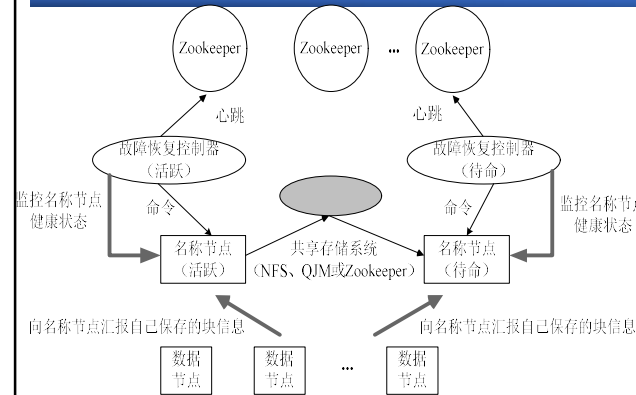 Zookeeper
Zookeeper
...
Zookeeper
心跳
心跳
故障恢复控制器
（活跃）
故障恢复控制器
（待命）
监控名称节点
健康状态
命令
命令
监控名称节点
健康状态
名称节点
（活跃）
共享存储系统
（NFS、QJM或Zookeeper）
名称节点
（待命）
向名称节点汇报自己保存的块信息
向名称节点汇报自己保存的块信息
数据
节点
数据
节点
...
数据
节点